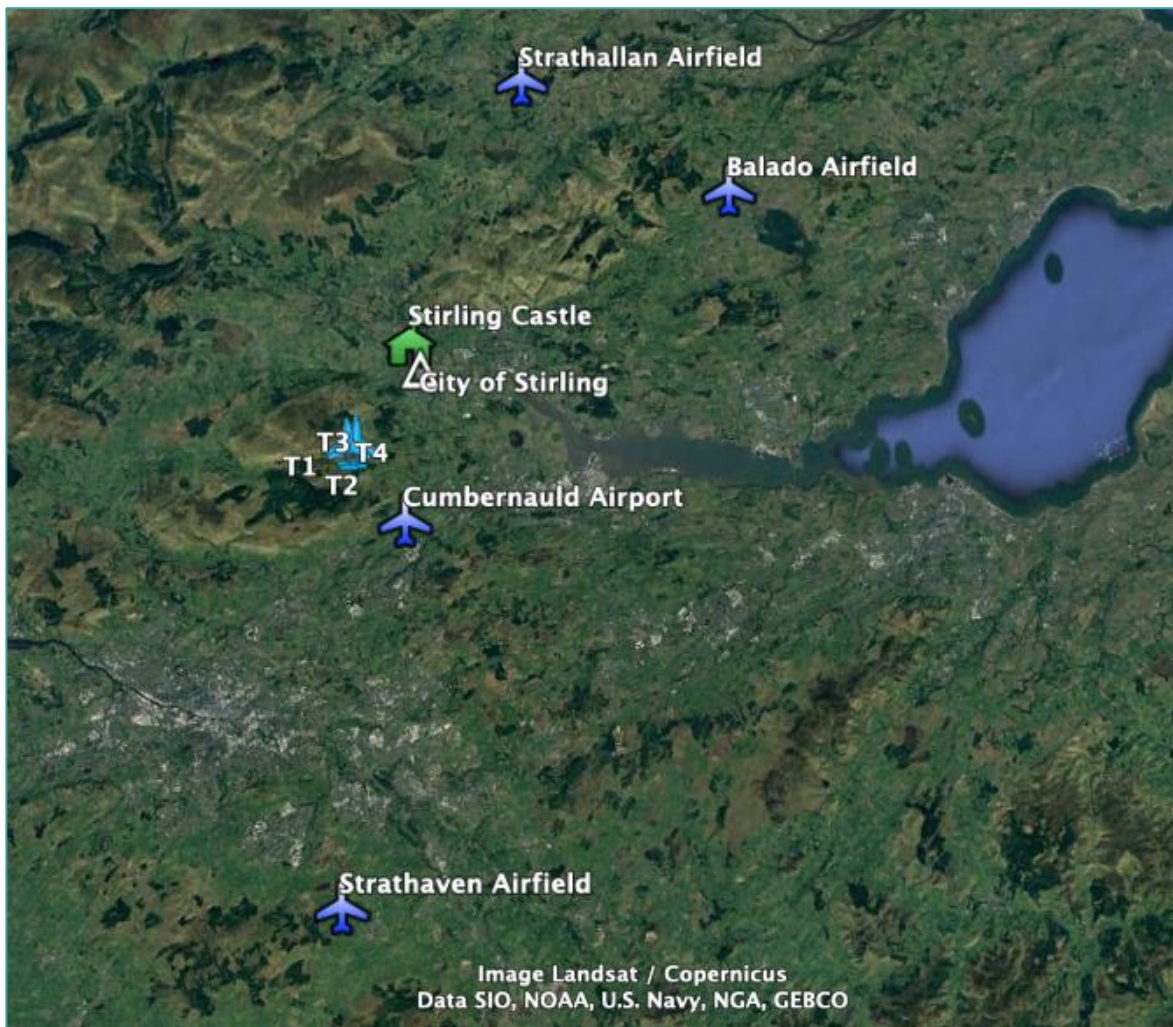 Strathallan Airfield
Balado Airfield
Stirling Castle
City of Stirling
T3
T4
T1
T2
Cumbernauld Airport
Strathaven Airfield
Image Landsat / Copernicus
Data SIO, NOAA, U.S. Navy, NGA, GEBCO